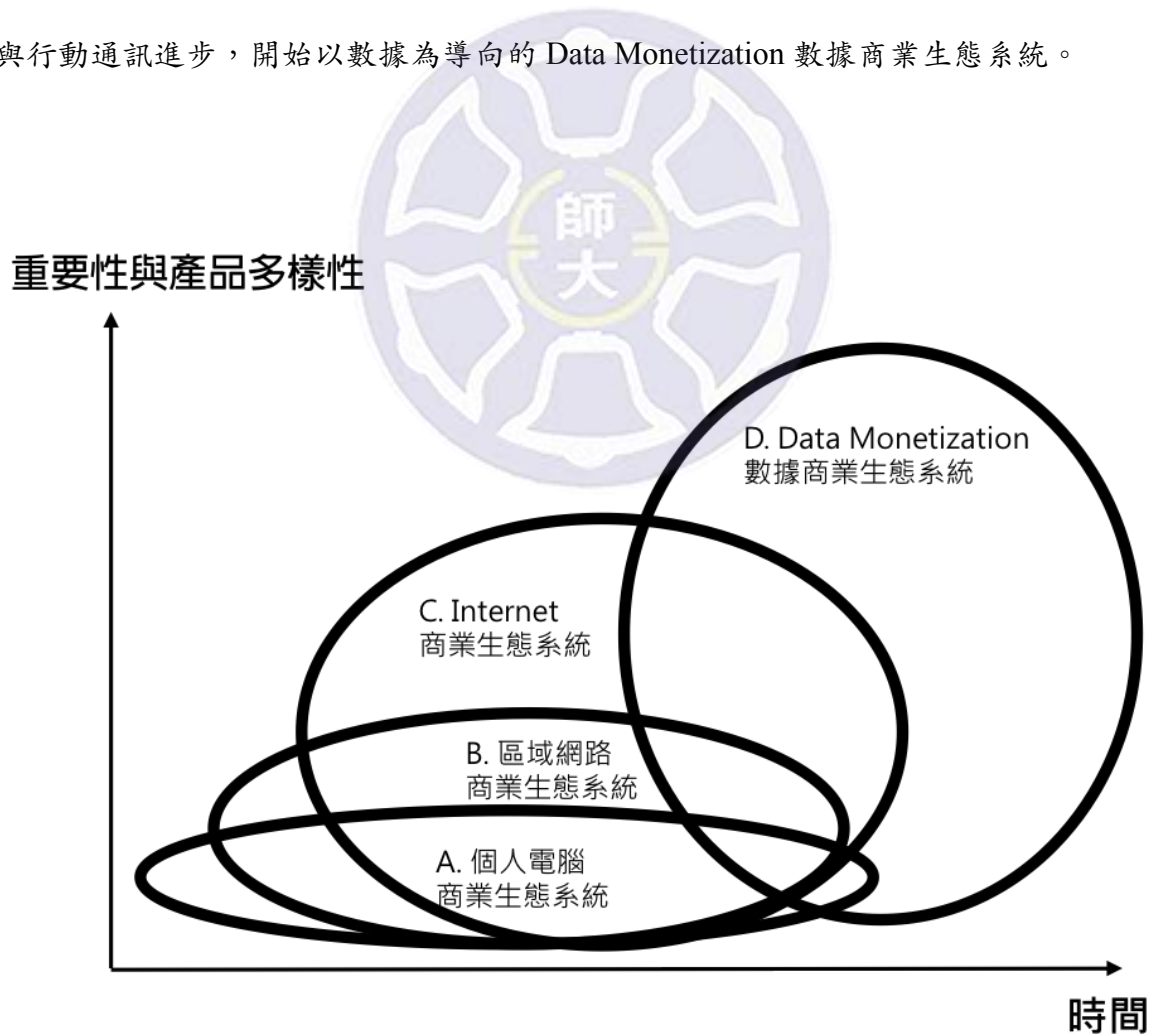 與行動通訊進步，開始以數據為導向的 Data Monetization 數據商業生態系統。
師
大
重要性與產品多樣性
D. Data Monetization
數據商業生態系統
C. Internet
商業生態系統
B. 區域網路
商業生態系統
A. 個人電腦
商業生態系統
時間